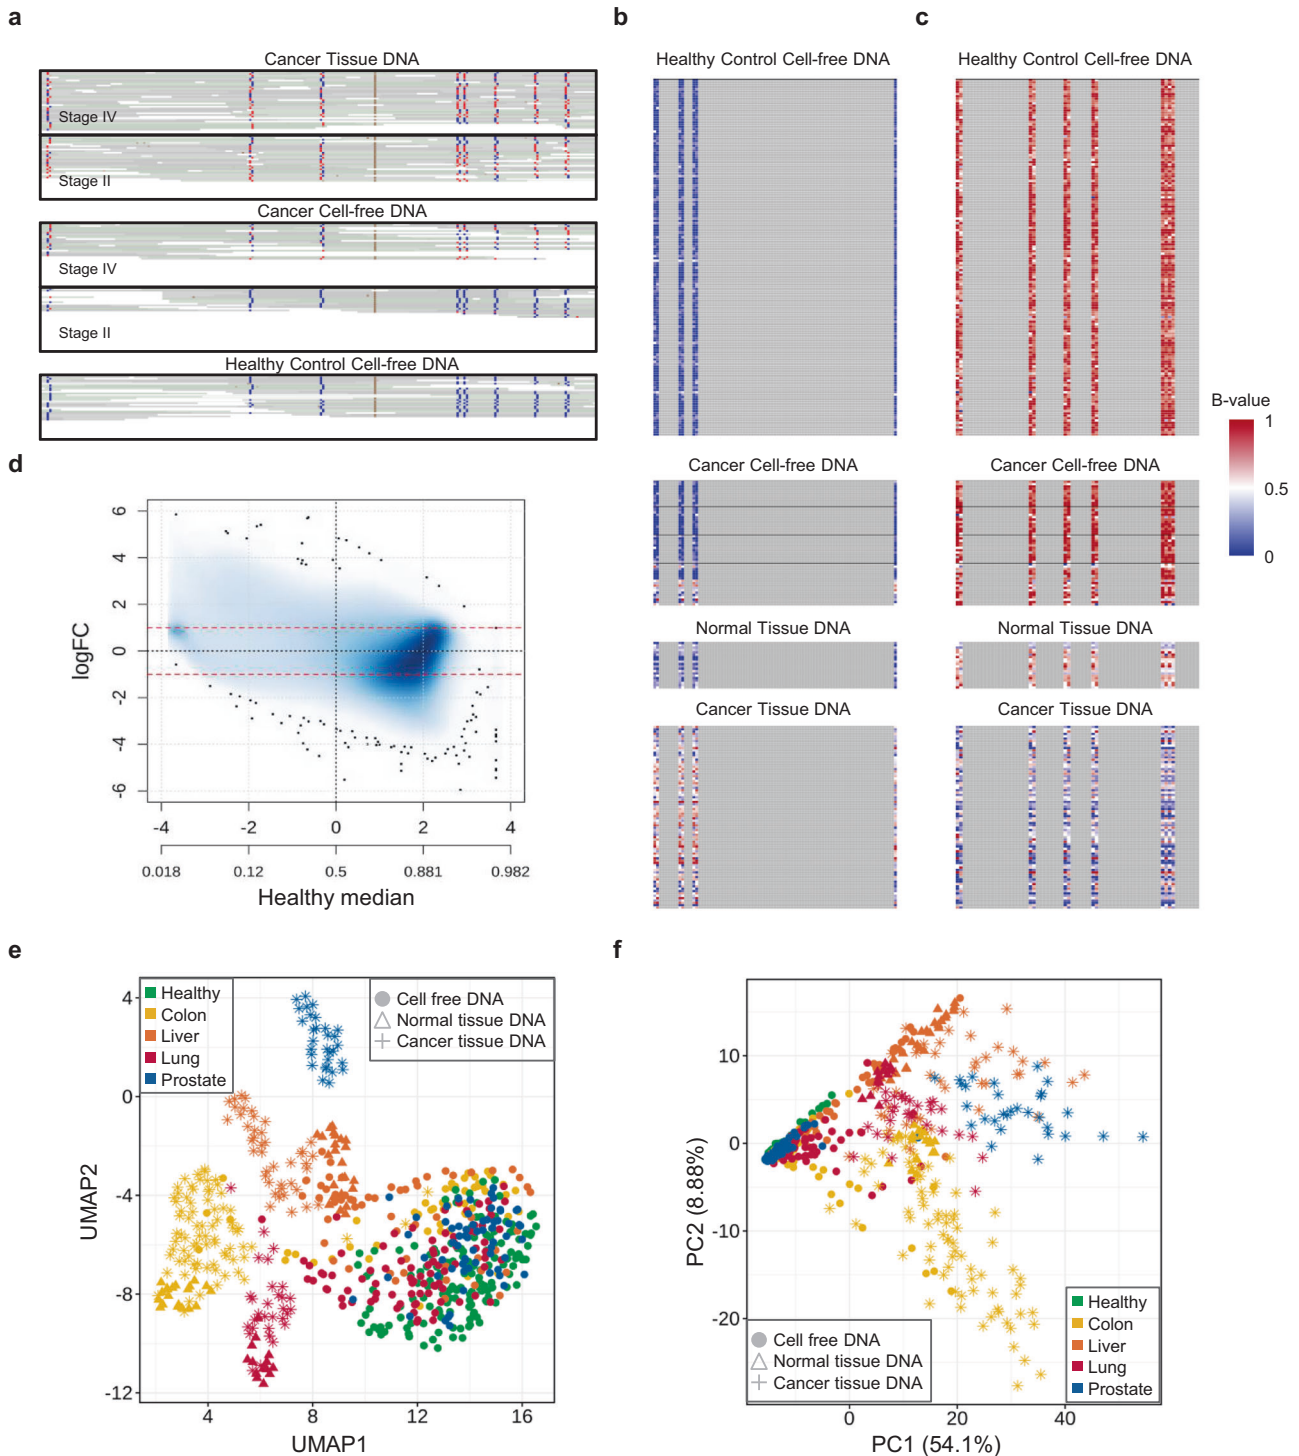 a
Cancer Tissue DNA
Stage IV
Stage II
Cancer Cell-free DNA
Stage IV
Stage II
Healthy Control Cell-free DNA
b
Healthy Control Cell-free DNA
Cancer Cell-free DNA
Normal Tissue DNA
Cancer Tissue DNA
c
Healthy Control Cell-free DNA
Cancer Cell-free DNA
Normal Tissue DNA
Cancer Tissue DNA
B-value
1
0.5
0
d
logFC
6
4
2
0
-2
-4
-6
-4 -2 0 2 4
0.018 0.12 0.5 0.881 0.982
Healthy median
e
Healthy
Colon
Liver
Lung
Prostate
Cell free DNA
Normal tissue DNA
Cancer tissue DNA
UMAP2
4
0
-4
-8
-12
4 8 12 16
UMAP1
f
PC2 (8.88%)
10
0
-10
-20
Cell free DNA
Normal tissue DNA
Cancer tissue DNA
Healthy
Colon
Liver
Lung
Prostate
0 20 40
PC1 (54.1%)